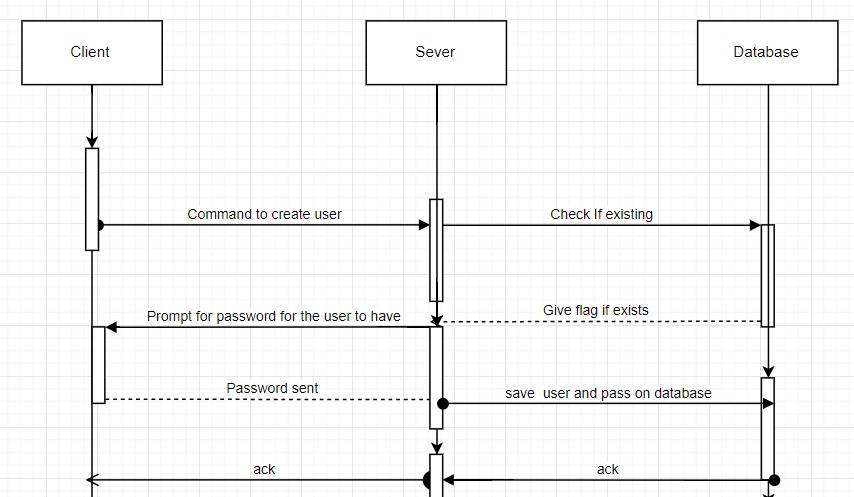 Client
Sever
Database
Command to create user
Check If existing
Give flag if exists
Prompt for password for the user to have
Password sent
save  user and pass on database
ack
ack